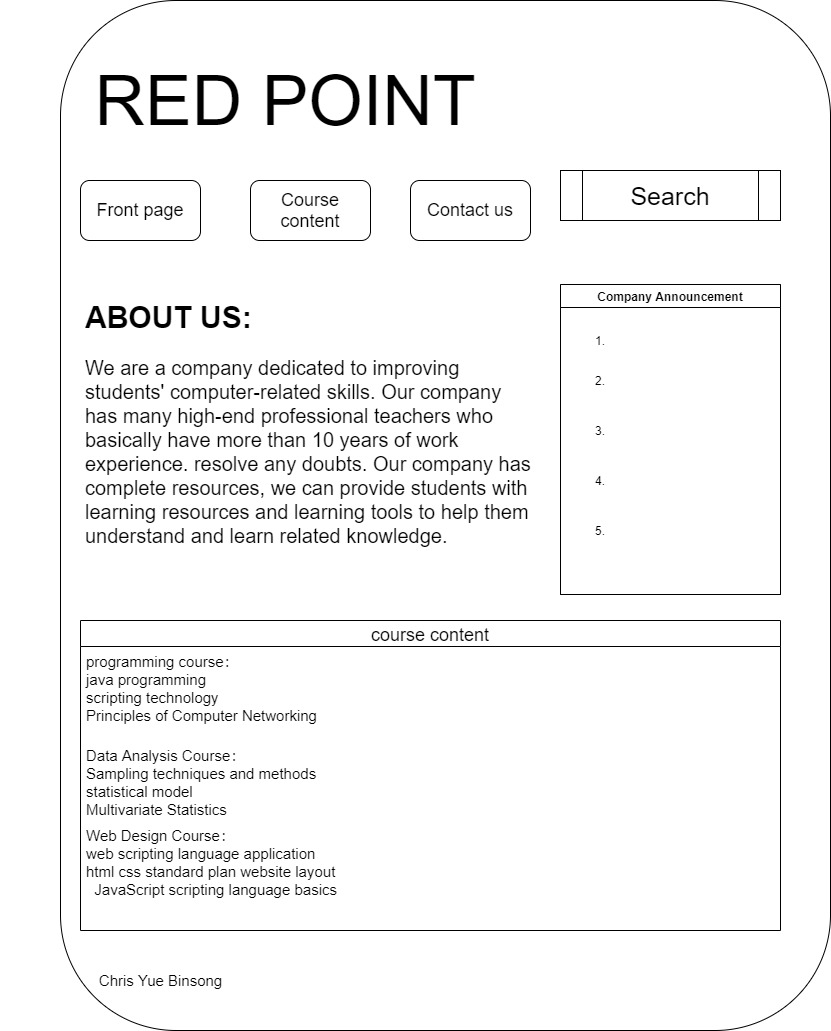 RED POINT
Front page
Course
content
Contact us
Search
ABOUT US:
We are a company dedicated to improving
students' computer-related skills. Our company
has many high-end professional teachers who
basically have more than 10 years of work
experience. resolve any doubts. Our company has
complete resources, we can provide students with
learning resources and learning tools to help them
understand and learn related knowledge.
Company Announcement
1.
2.
3.
4.
5.
course content
programming course：
java programming
scripting technology
Principles of Computer Networking
Data Analysis Course：
Sampling techniques and methods
statistical model
Multivariate Statistics
Web Design Course：
web scripting language application
html css standard plan website layout
JavaScript scripting language basics
Chris Yue Binsong